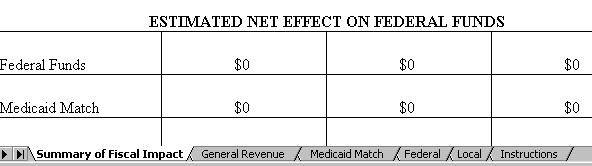 ESTIMATED NET EFFECT ON FEDERAL FUNDS
Federal Funds $0 $0 $0
Medicaid Match $0 $0 $0
Summary of Fiscal Impact General Revenue Medicaid Match Federal Local Instructions